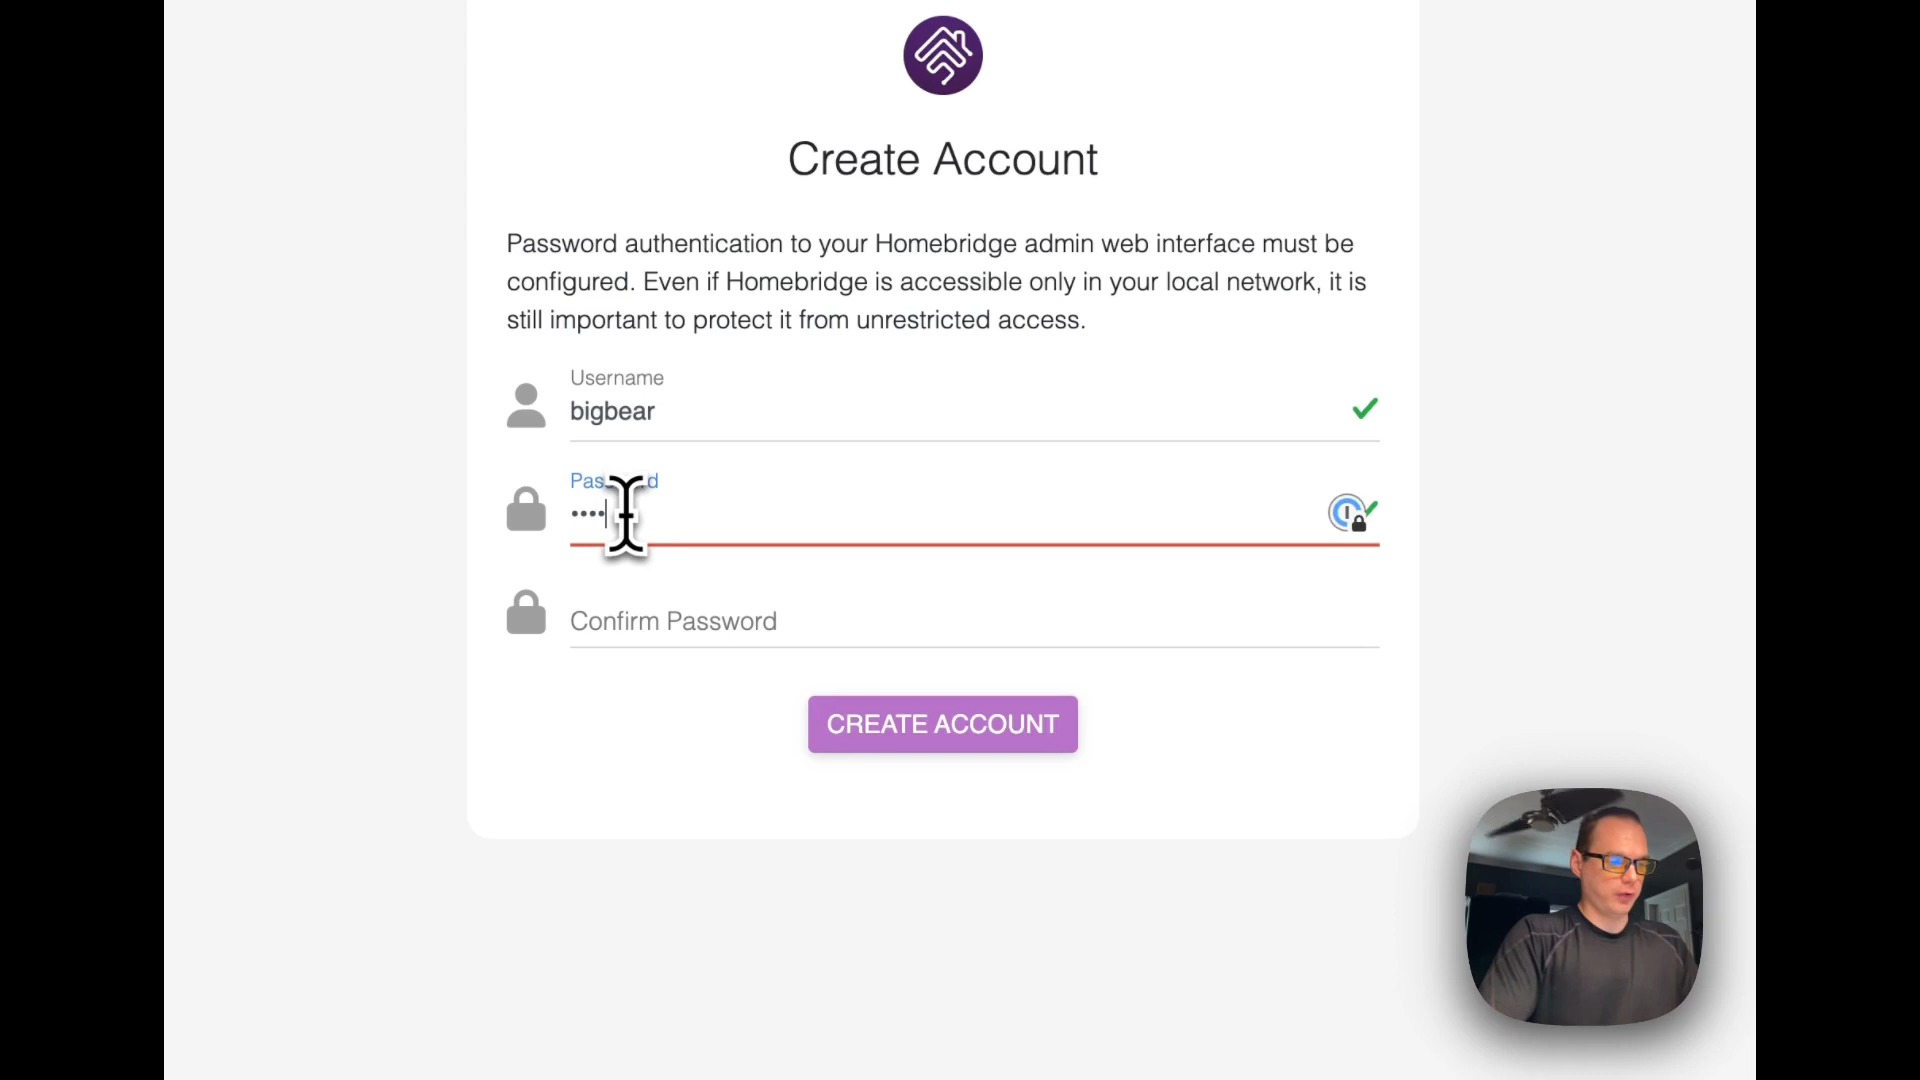 Create Account
Password authentication to your Homebridge admin web interface must be
configured. Even if Homebridge is accessible only in your local network, it is
still important to protect it from unrestricted access.
Username
bigbear
••••
Confirm Password
CREATE ACCOUNT